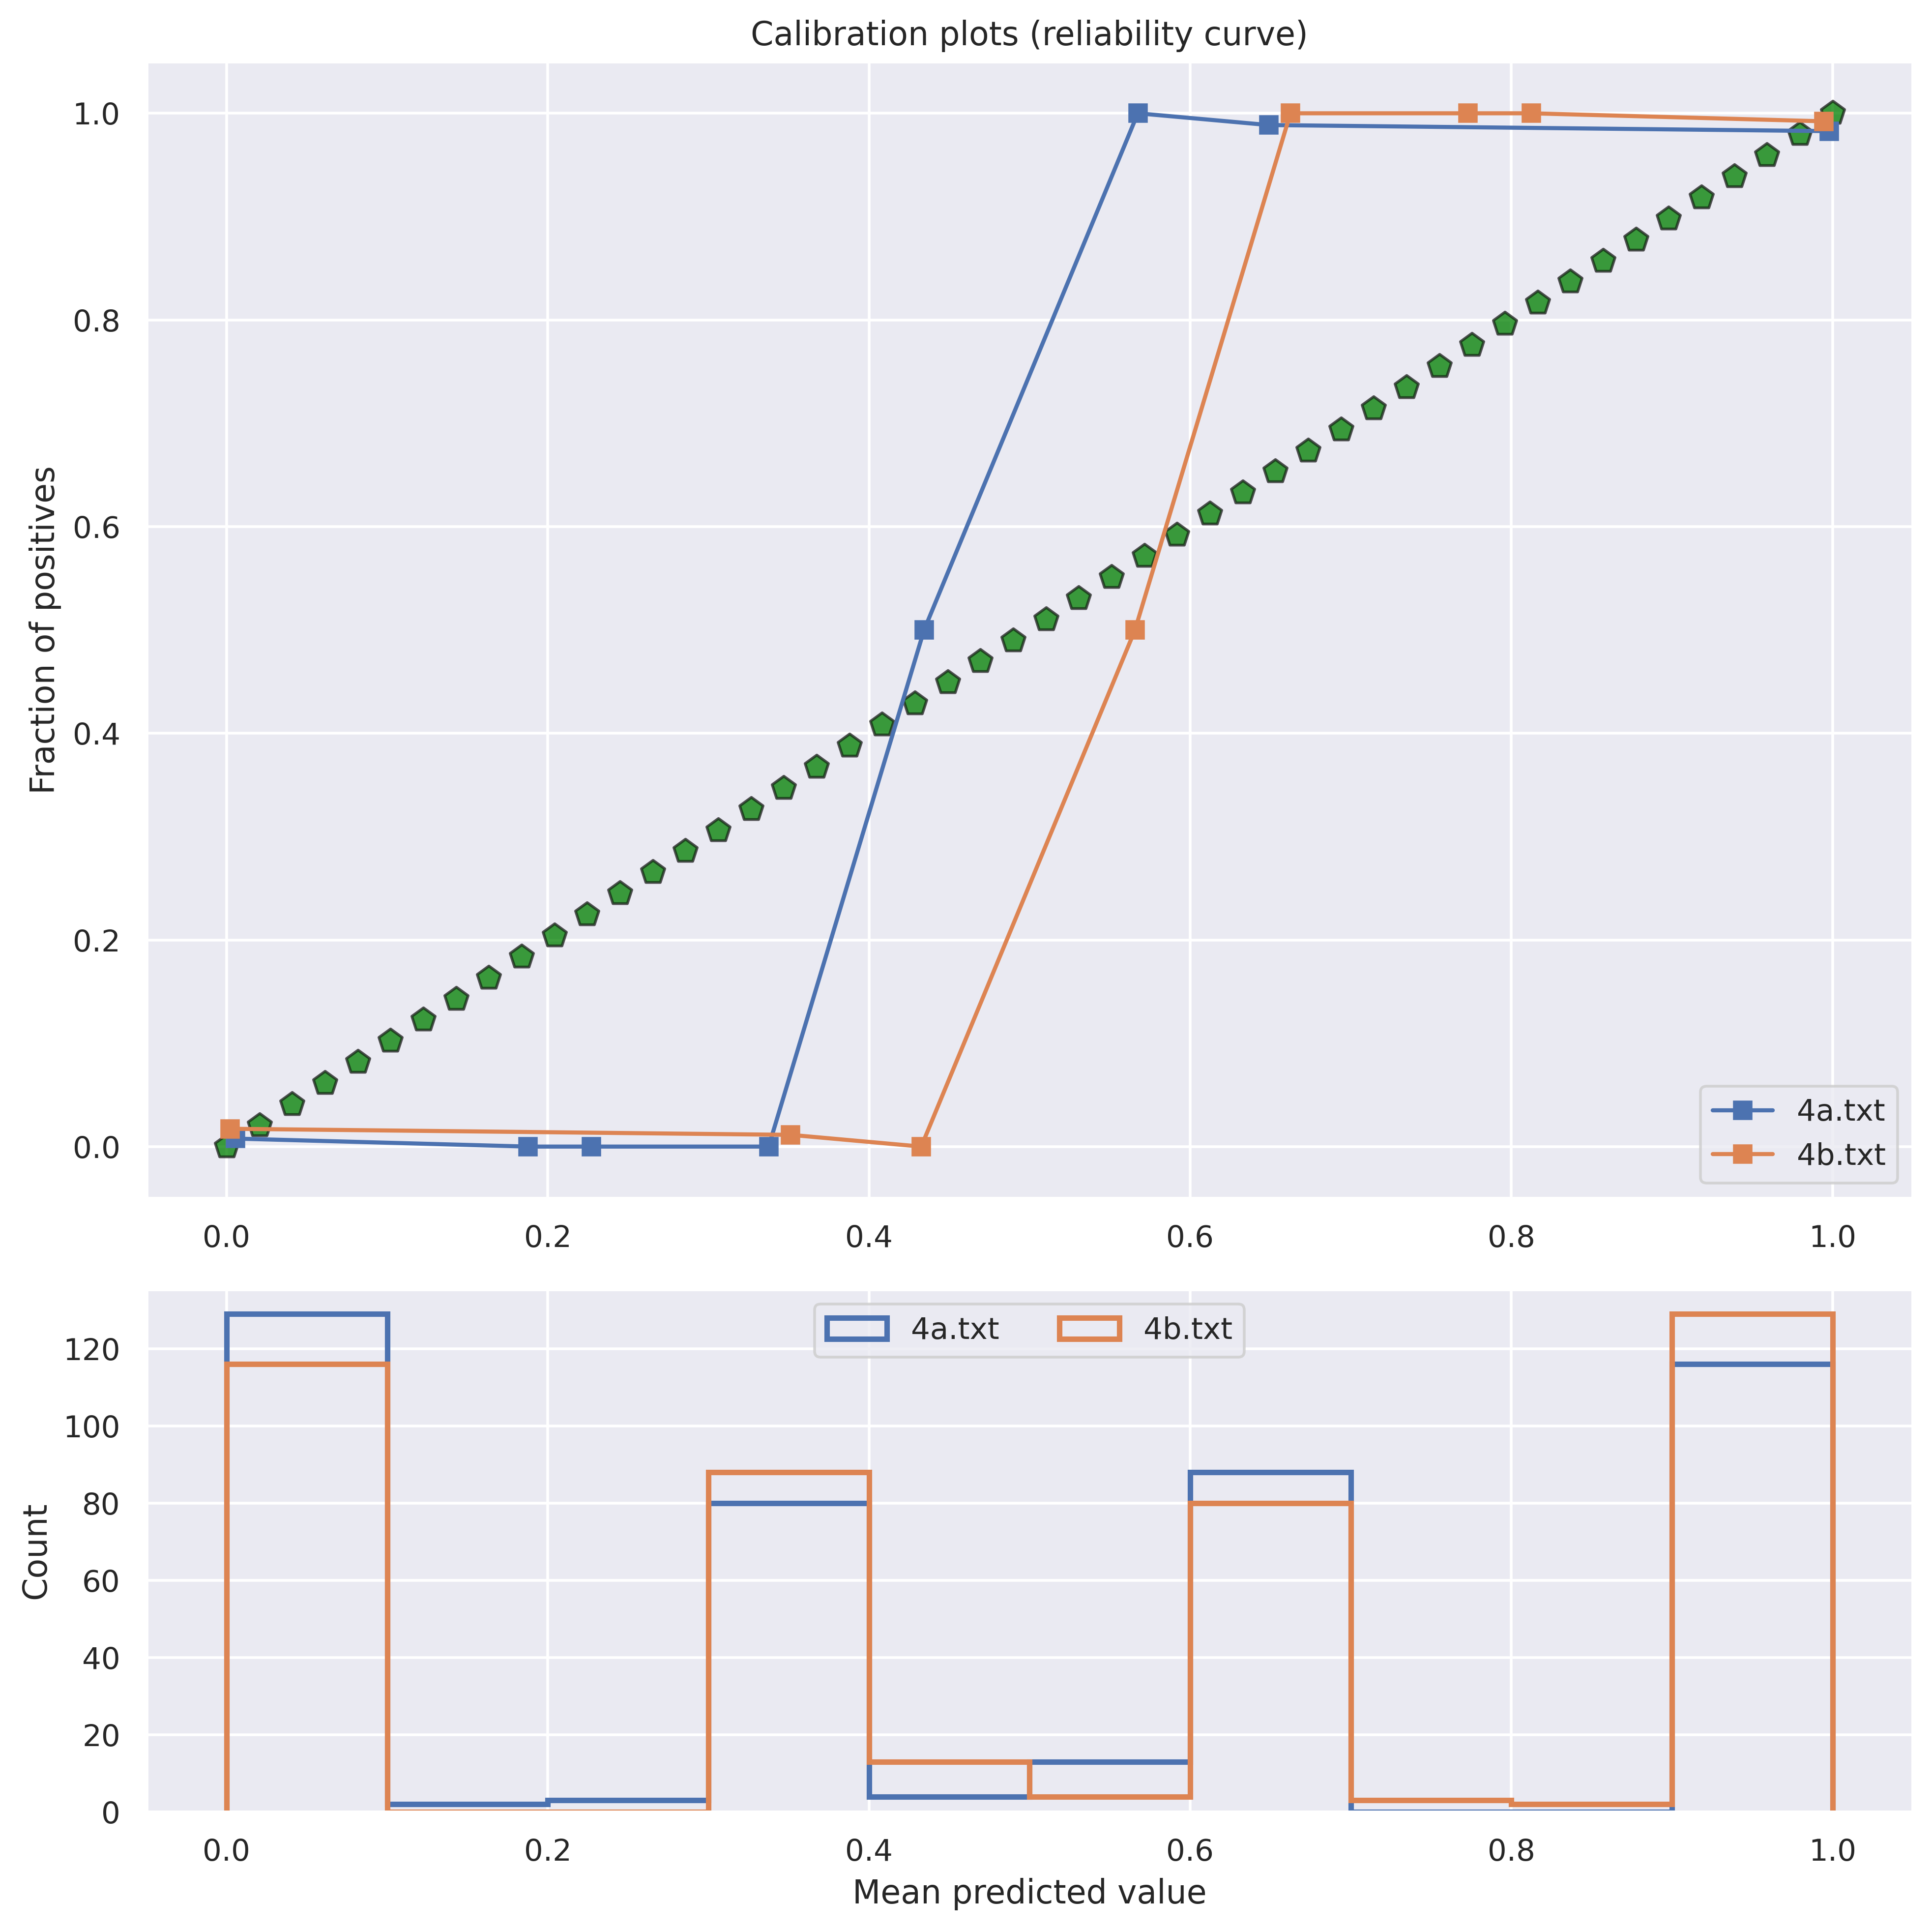 Calibration plots (reliability curve)
Fraction of positives
1.0
0.8
0.6
0.4
0.2
0.0
4a.txt
4b.txt
0.0 0.2 0.4 0.6 0.8 1.0
4a.txt 4b.txt
Count
120
100
80
60
40
20
0
0.0 0.2 0.4 0.6 0.8 1.0
Mean predicted value